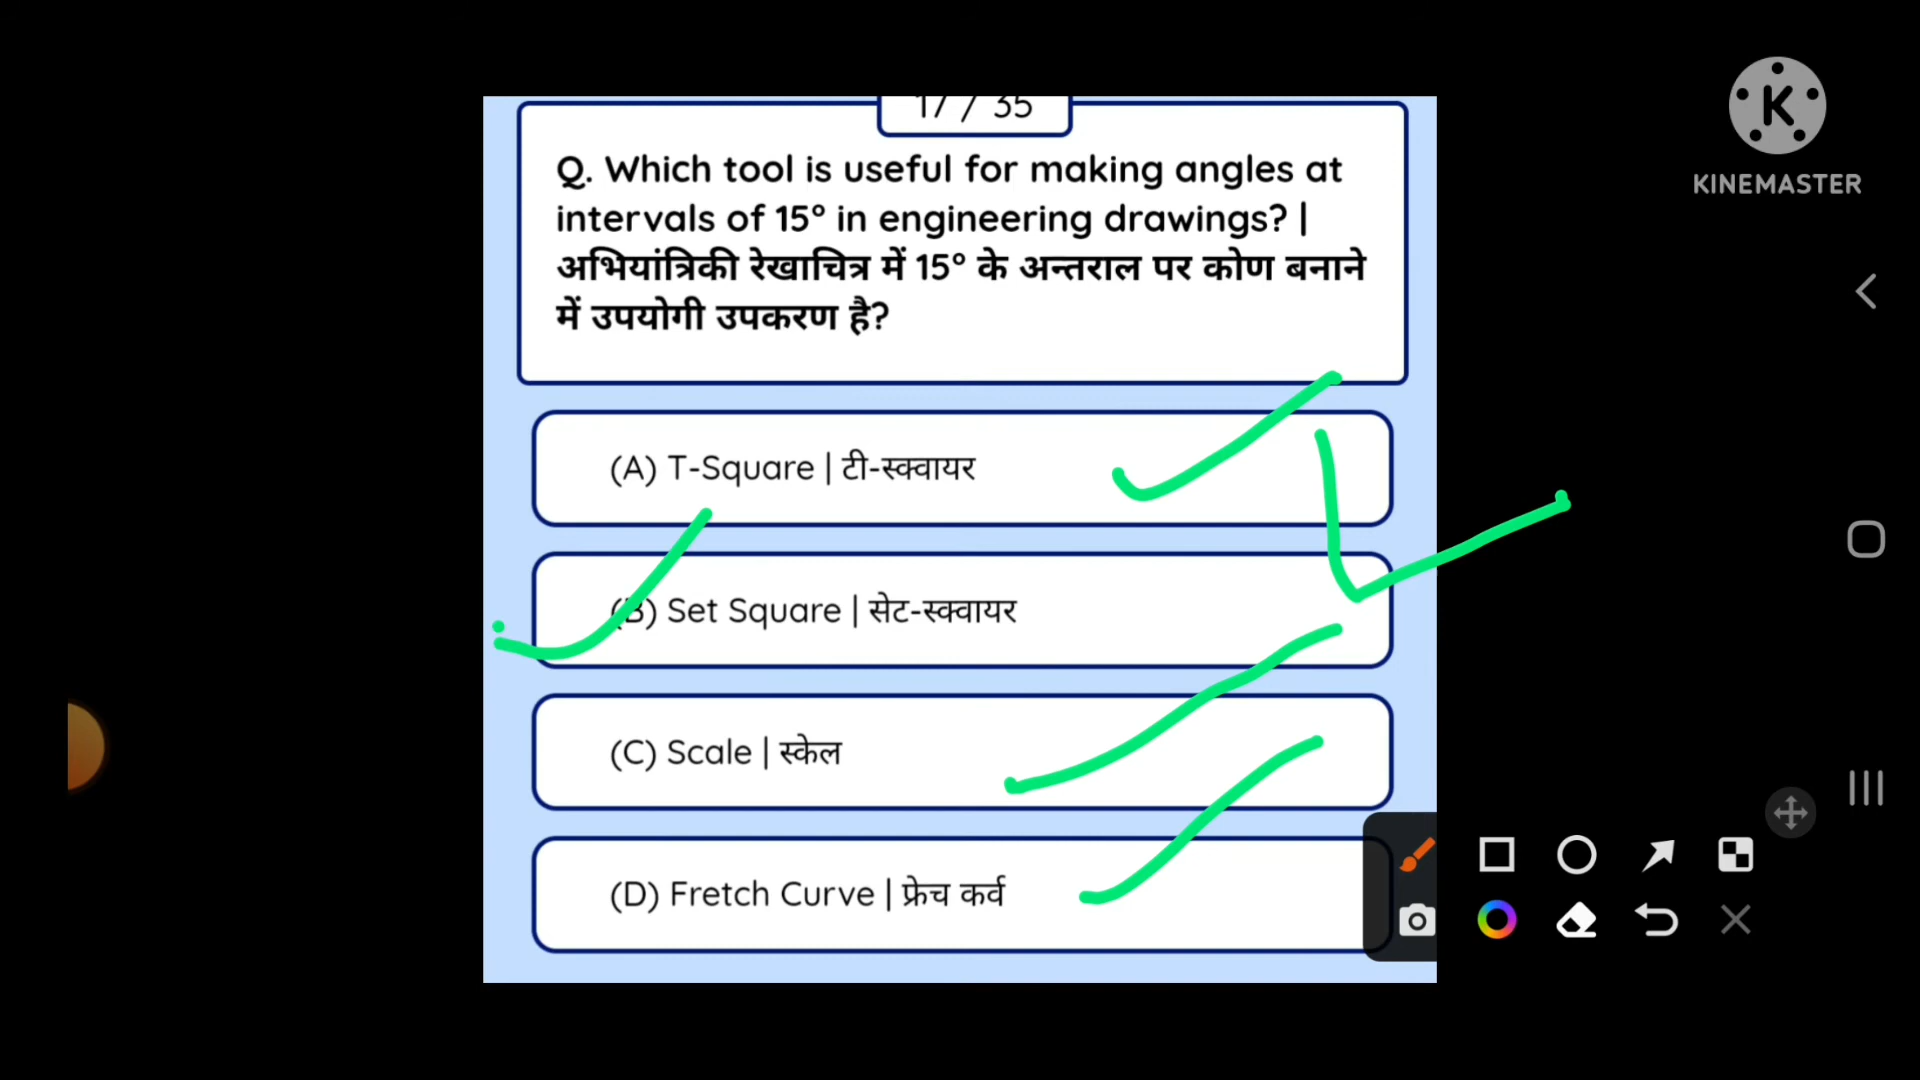 17 / 35
Q. Which tool is useful for making angles at
intervals of 15° in engineering drawings? |
अभियांत्रिकी रेखाचित्र में 15° के अन्तराल पर कोण बनाने
में उपयोगी उपकरण है?
(A) T-Square | टी-स्क्वायर
(B) Set Square | सेट-स्क्वायर
(C) Scale | स्केल
(D) Fretch Curve | फ्रेच कर्व
K
KINEMASTER